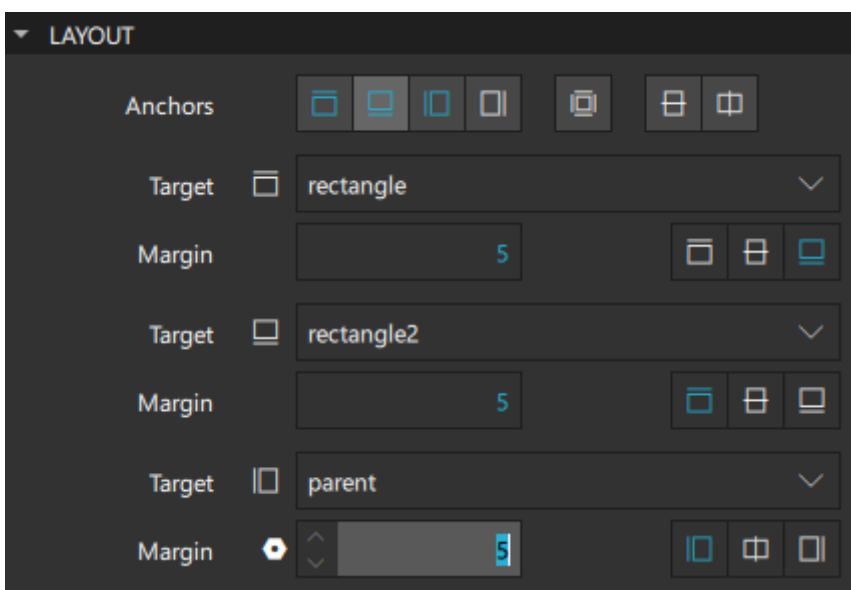 LAYOUT
Anchors
Target rectangle
Margin 5
Target rectangle2
Margin 5
Target parent
Margin 5